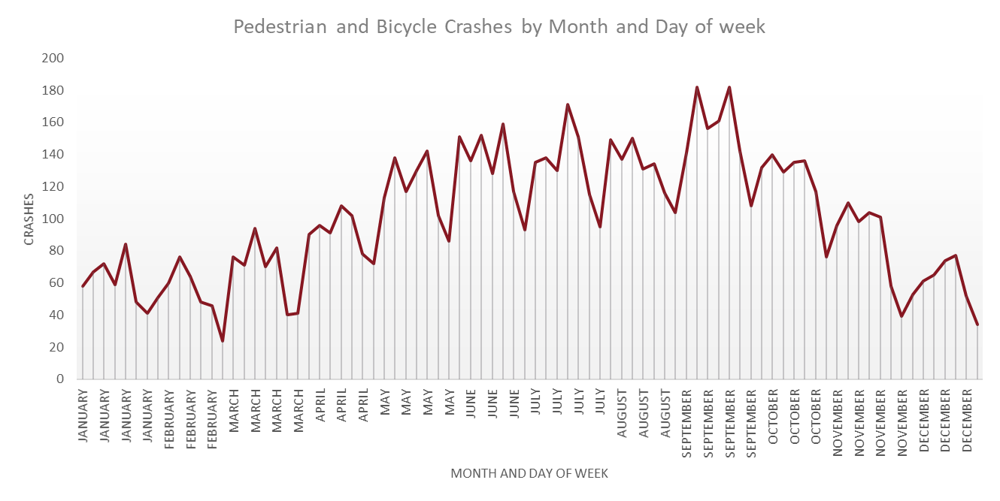 Pedestrian and Bicycle Crashes by Month and Day of week
200
180
160
140
120
100
80
60
40
20
0
CRASHES
JANUARY
JANUARY
JANUARY
JANUARY
FEBRUARY
FEBRUARY
FEBRUARY
MARCH
MARCH
MARCH
MARCH
APRIL
APRIL
APRIL
MAY
MAY
MAY
MAY
JUNE
JUNE
JUNE
JULY
JULY
JULY
JULY
AUGUST
AUGUST
AUGUST
SEPTEMBER
SEPTEMBER
SEPTEMBER
SEPTEMBER
OCTOBER
OCTOBER
OCTOBER
NOVEMBER
NOVEMBER
NOVEMBER
NOVEMBER
DECEMBER
DECEMBER
DECEMBER
MONTH AND DAY OF WEEK